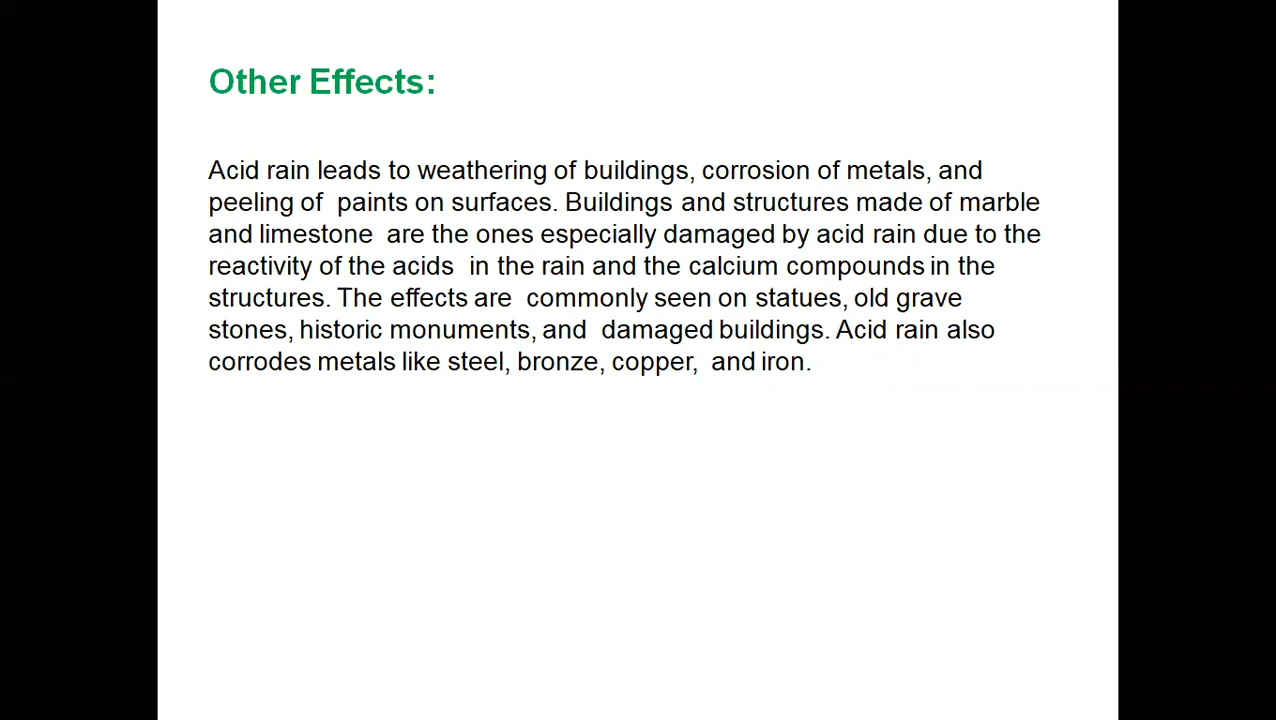 Other Effects:
Acid rain leads to weathering of buildings, corrosion of metals, and
peeling of paints on surfaces. Buildings and structures made of marble
and limestone are the ones especially damaged by acid rain due to the
reactivity of the acids in the rain and the calcium compounds in the
structures. The effects are commonly seen on statues, old grave
stones, historic monuments, and damaged buildings. Acid rain also
corrodes metals like steel, bronze, copper, and iron.